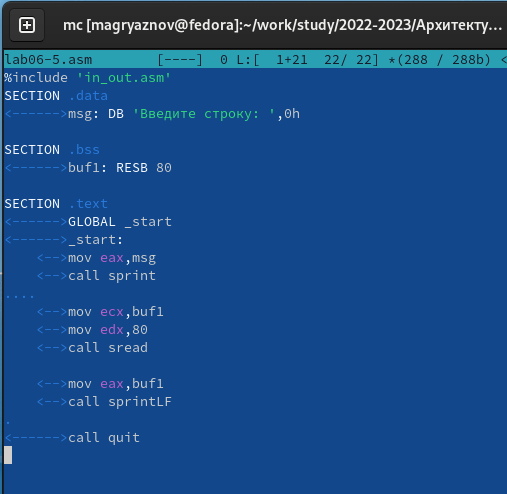 mc [magryaznov@fedora]:~/work/study/2022-2023/Архитекту...
lab06-5.asm [----] 0 L:[ 1+21 22/ 22] *(288 / 288b) <
%include 'in_out.asm'
SECTION .data
<------>msg: DB 'Введите строку: ',0h
SECTION .bss
<------>buf1: RESB 80
SECTION .text
<------>GLOBAL _start
<------>_start:
<-->mov eax,msg
<-->call sprint
....
<-->mov ecx,buf1
<-->mov edx,80
<-->call sread
<-->mov eax,buf1
<-->call sprintLF
.
<------>call quit